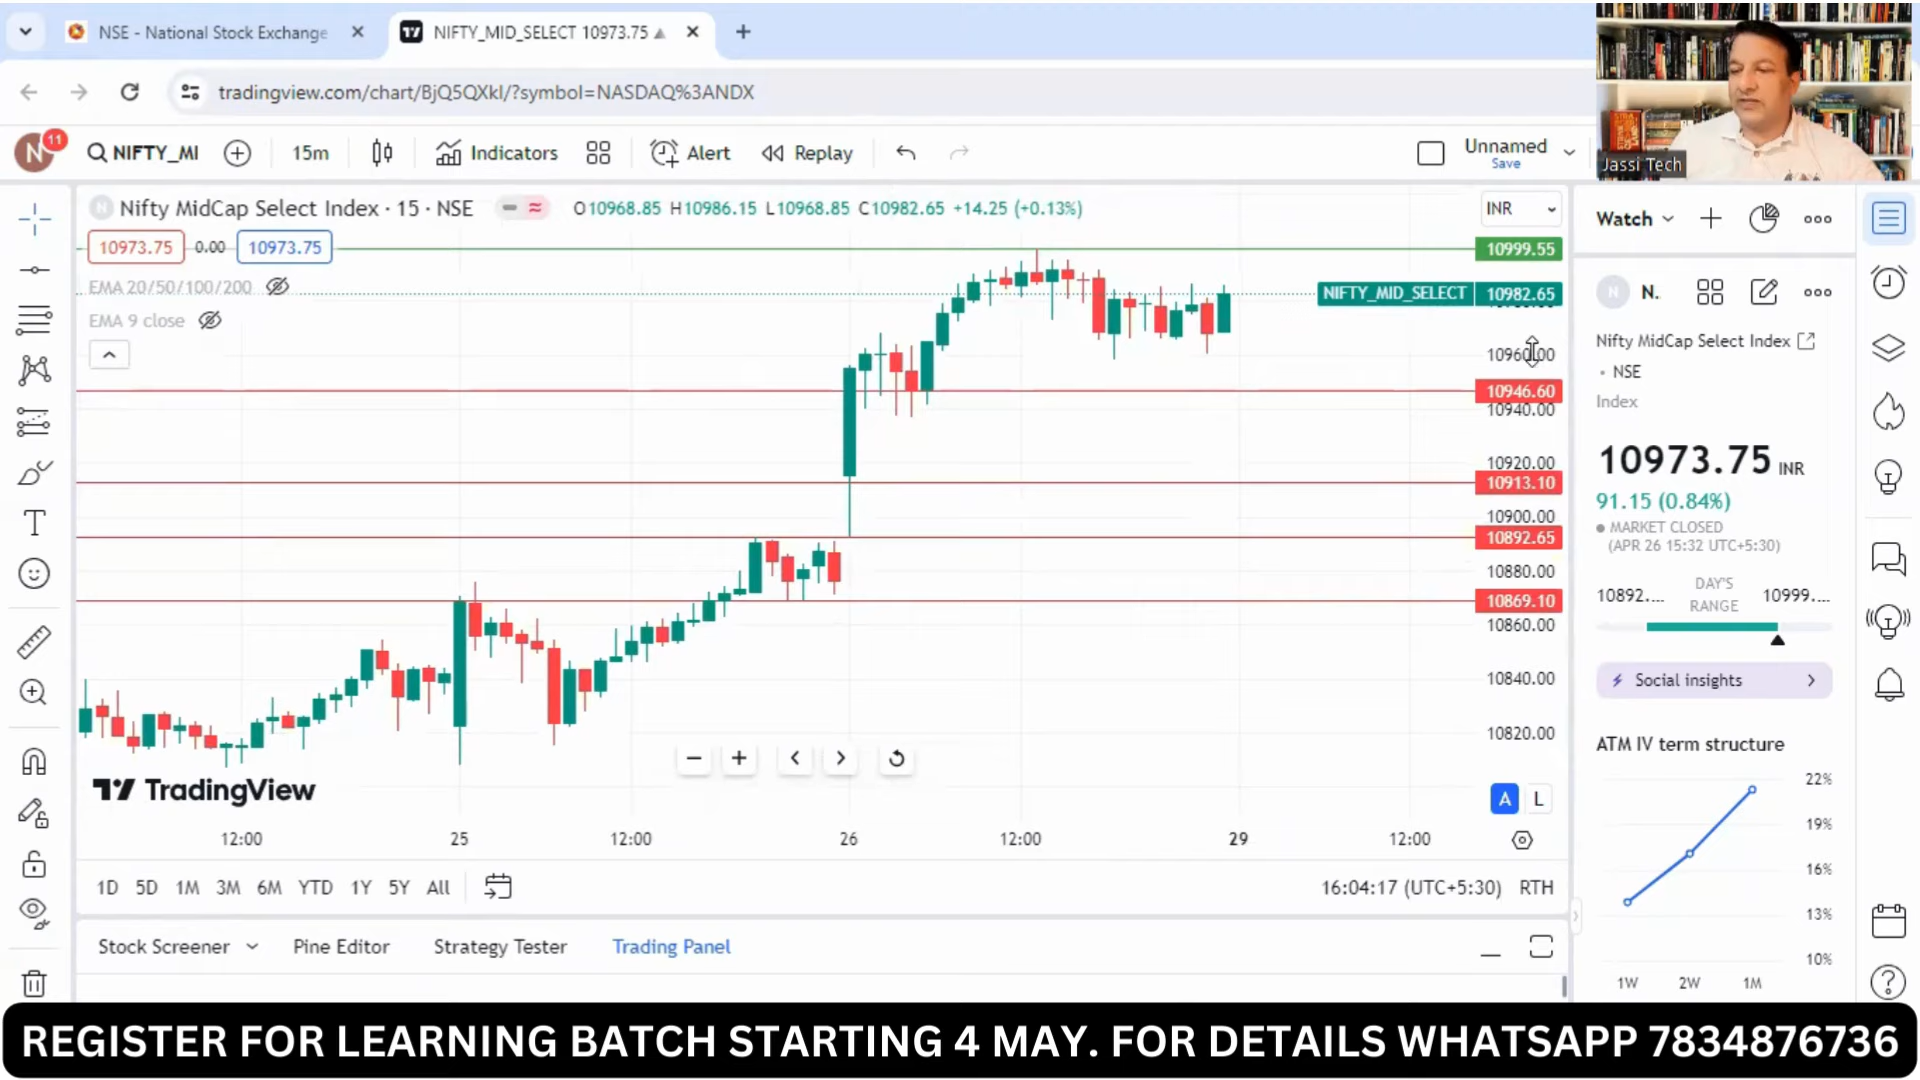 NSE - National Stock Exchange
NIFTY_MID_SELECT 10973.75
tradingview.com/chart/BjQ5QXkI/?symbol=NASDAQ%3ANDX
N 11
NIFTY_MI
15m
Indicators
Alert
Replay
Unnamed
Save
Jassi Tech
Nifty MidCap Select Index · 15 · NSE
O10968.85 H10986.15 L10968.85 C10982.65 +14.25 (+0.13%)
INR
10973.75 0.00 10973.75
EMA 20/50/100/200
EMA 9 close
10999.55
NIFTY_MID_SELECT 10982.65
10960.00
10946.60
10940.00
10920.00
10913.10
10900.00
10892.65
10880.00
10869.10
10860.00
10840.00
10820.00
TradingView
A L
12:00 25 12:00 26 12:00 29 12:00
1D 5D 1M 3M 6M YTD 1Y 5Y All
16:04:17 (UTC+5:30) RTH
Stock Screener Pine Editor Strategy Tester Trading Panel
Watch
N N.
Nifty MidCap Select Index
• NSE
Index
10973.75 INR
91.15 (0.84%)
MARKET CLOSED
(APR 26 15:32 UTC+5:30)
10892.... DAY'S RANGE 10999....
Social insights
ATM IV term structure
22%
19%
16%
13%
10%
1W 2W 1M
REGISTER FOR LEARNING BATCH STARTING 4 MAY. FOR DETAILS WHATSAPP 7834876736